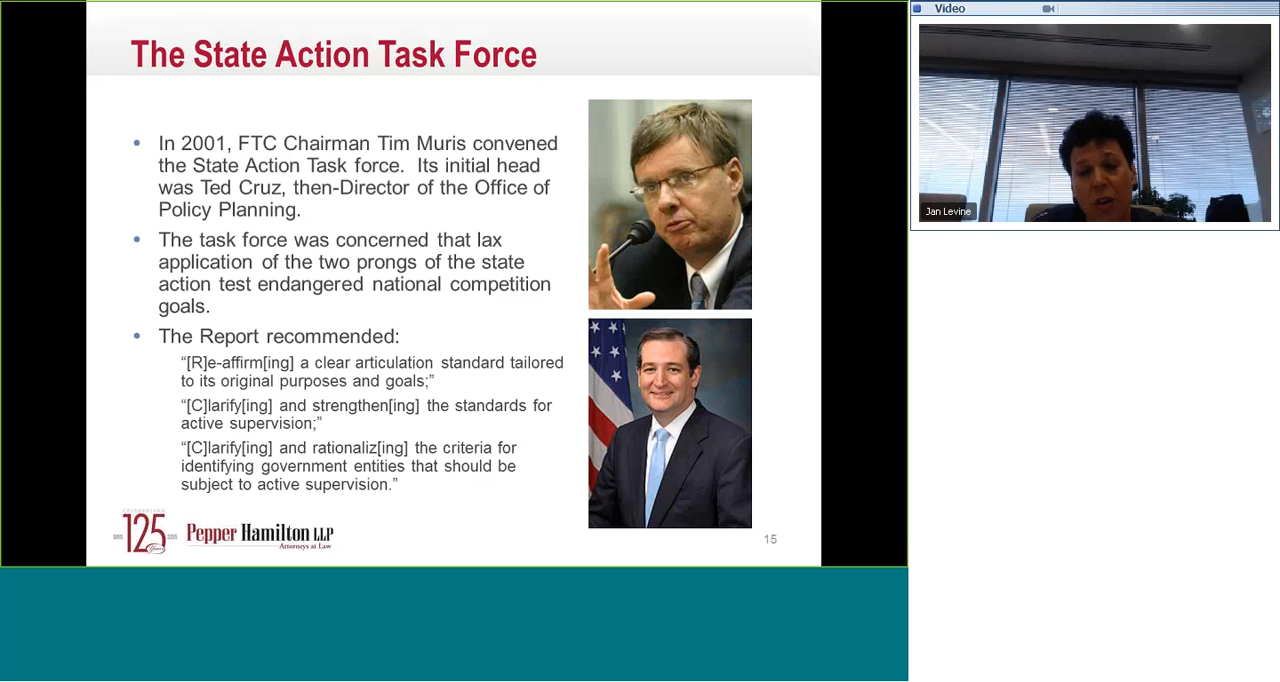 The State Action Task Force
• In 2001, FTC Chairman Tim Muris convened
the State Action Task force. Its initial head
was Ted Cruz, then-Director of the Office of
Policy Planning.
• The task force was concerned that lax
application of the two prongs of the state
action test endangered national competition
goals.
• The Report recommended:
“[R]e-affirm[ing] a clear articulation standard tailored
to its original purposes and goals;”
“[C]larify[ing] and strengthen[ing] the standards for
active supervision;”
“[C]larify[ing] and rationaliz[ing] the criteria for
identifying government entities that should be
subject to active supervision.”
CELEBRATING
1890 125 2015
Years
Pepper Hamilton LLP
Attorneys at Law
15
Video
Jan Levine